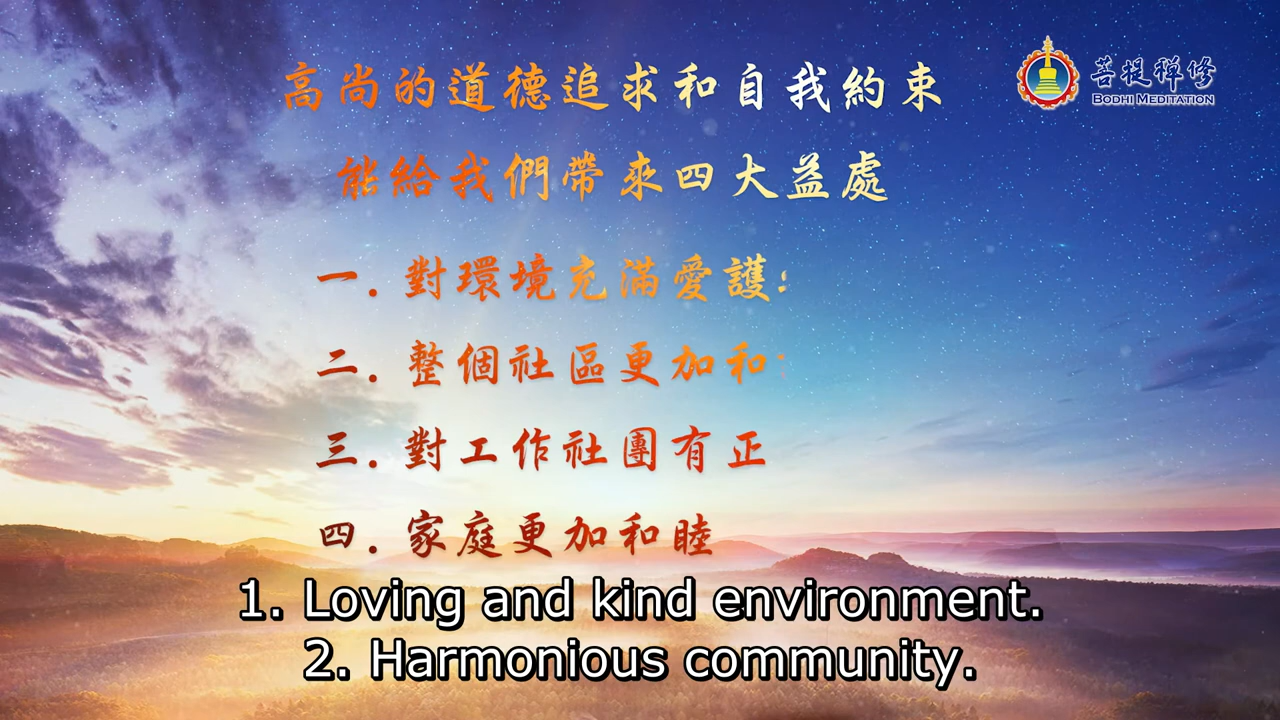 高尚的道德追求和自我約束
菩提禪修
BODHI MEDITATION
能給我們帶來四大益處
一. 對環境充滿愛護
二. 整個社區更加和
三. 對工作社團有正
四. 家庭更加和睦
1. Loving and kind environment.
2. Harmonious community.